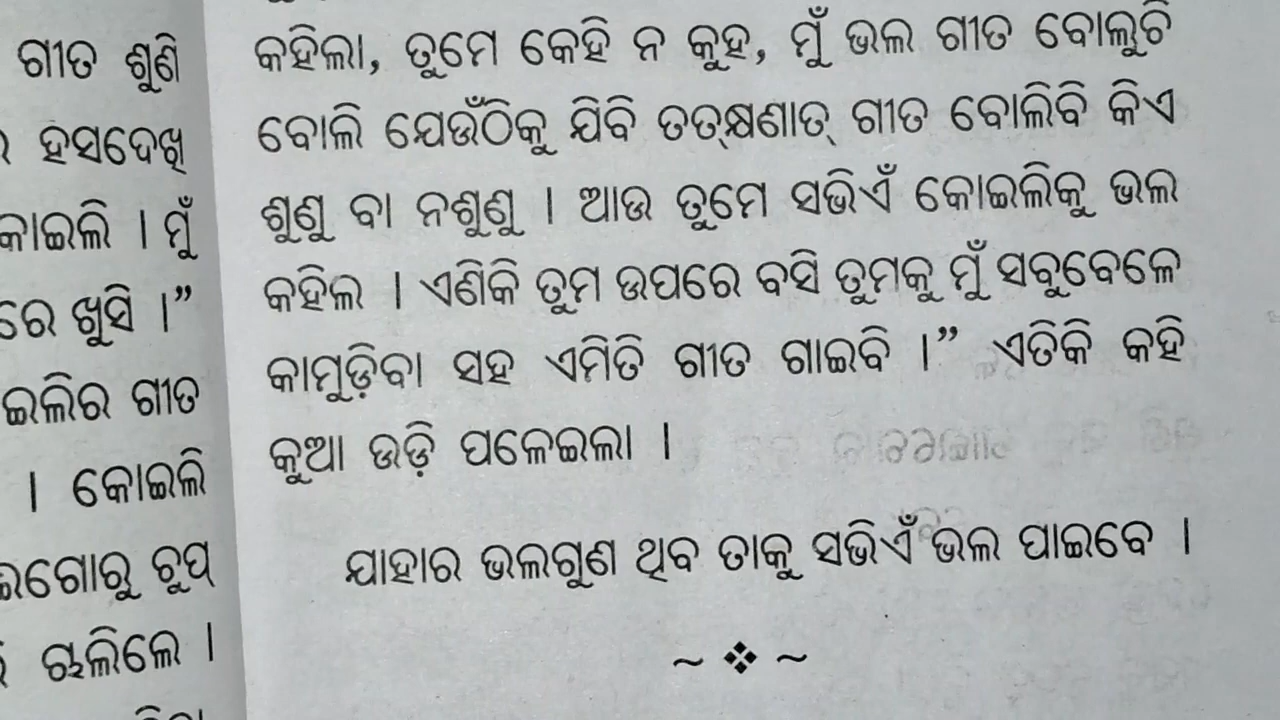 ଗୀତ ଶୁଣି
ହସଦେଖି
କୋଇଲି । ମୁଁ
ରେ ଖୁସି ।”
ଇଲିର ଗୀତ
। କୋଇଲି
ଚୁପ୍
ଚାଲିଲେ ।
କହିଲା, ତୁମେ କେହି ନ କୁହ, ମୁଁ ଭଲ ଗୀତ ବୋଲୁଚି
ବୋଲି ଯେଉଁଠିକୁ ଯିବି ତତ୍‌କ୍ଷଣାତ୍ ଗୀତ ବୋଲିବି କିଏ
ଶୁଣୁ ବା ନଶୁଣୁ । ଆଉ ତୁମେ ସଭିଏଁ କୋଇଲିକୁ ଭଲ
କହିଲ । ଏଣିକି ତୁମ ଉପରେ ବସି ତୁମକୁ ମୁଁ ସବୁବେଳେ
କାମୁଡ଼ିବା ସହ ଏମିତି ଗୀତ ଗାଇବି ।” ଏତିକି କହି
କୁଆ ଉଡ଼ି ପଳେଇଲା ।
ଯାହାର ଭଲଗୁଣ ଥିବ ତାକୁ ସଭିଏଁ ଭଲ ପାଇବେ ।